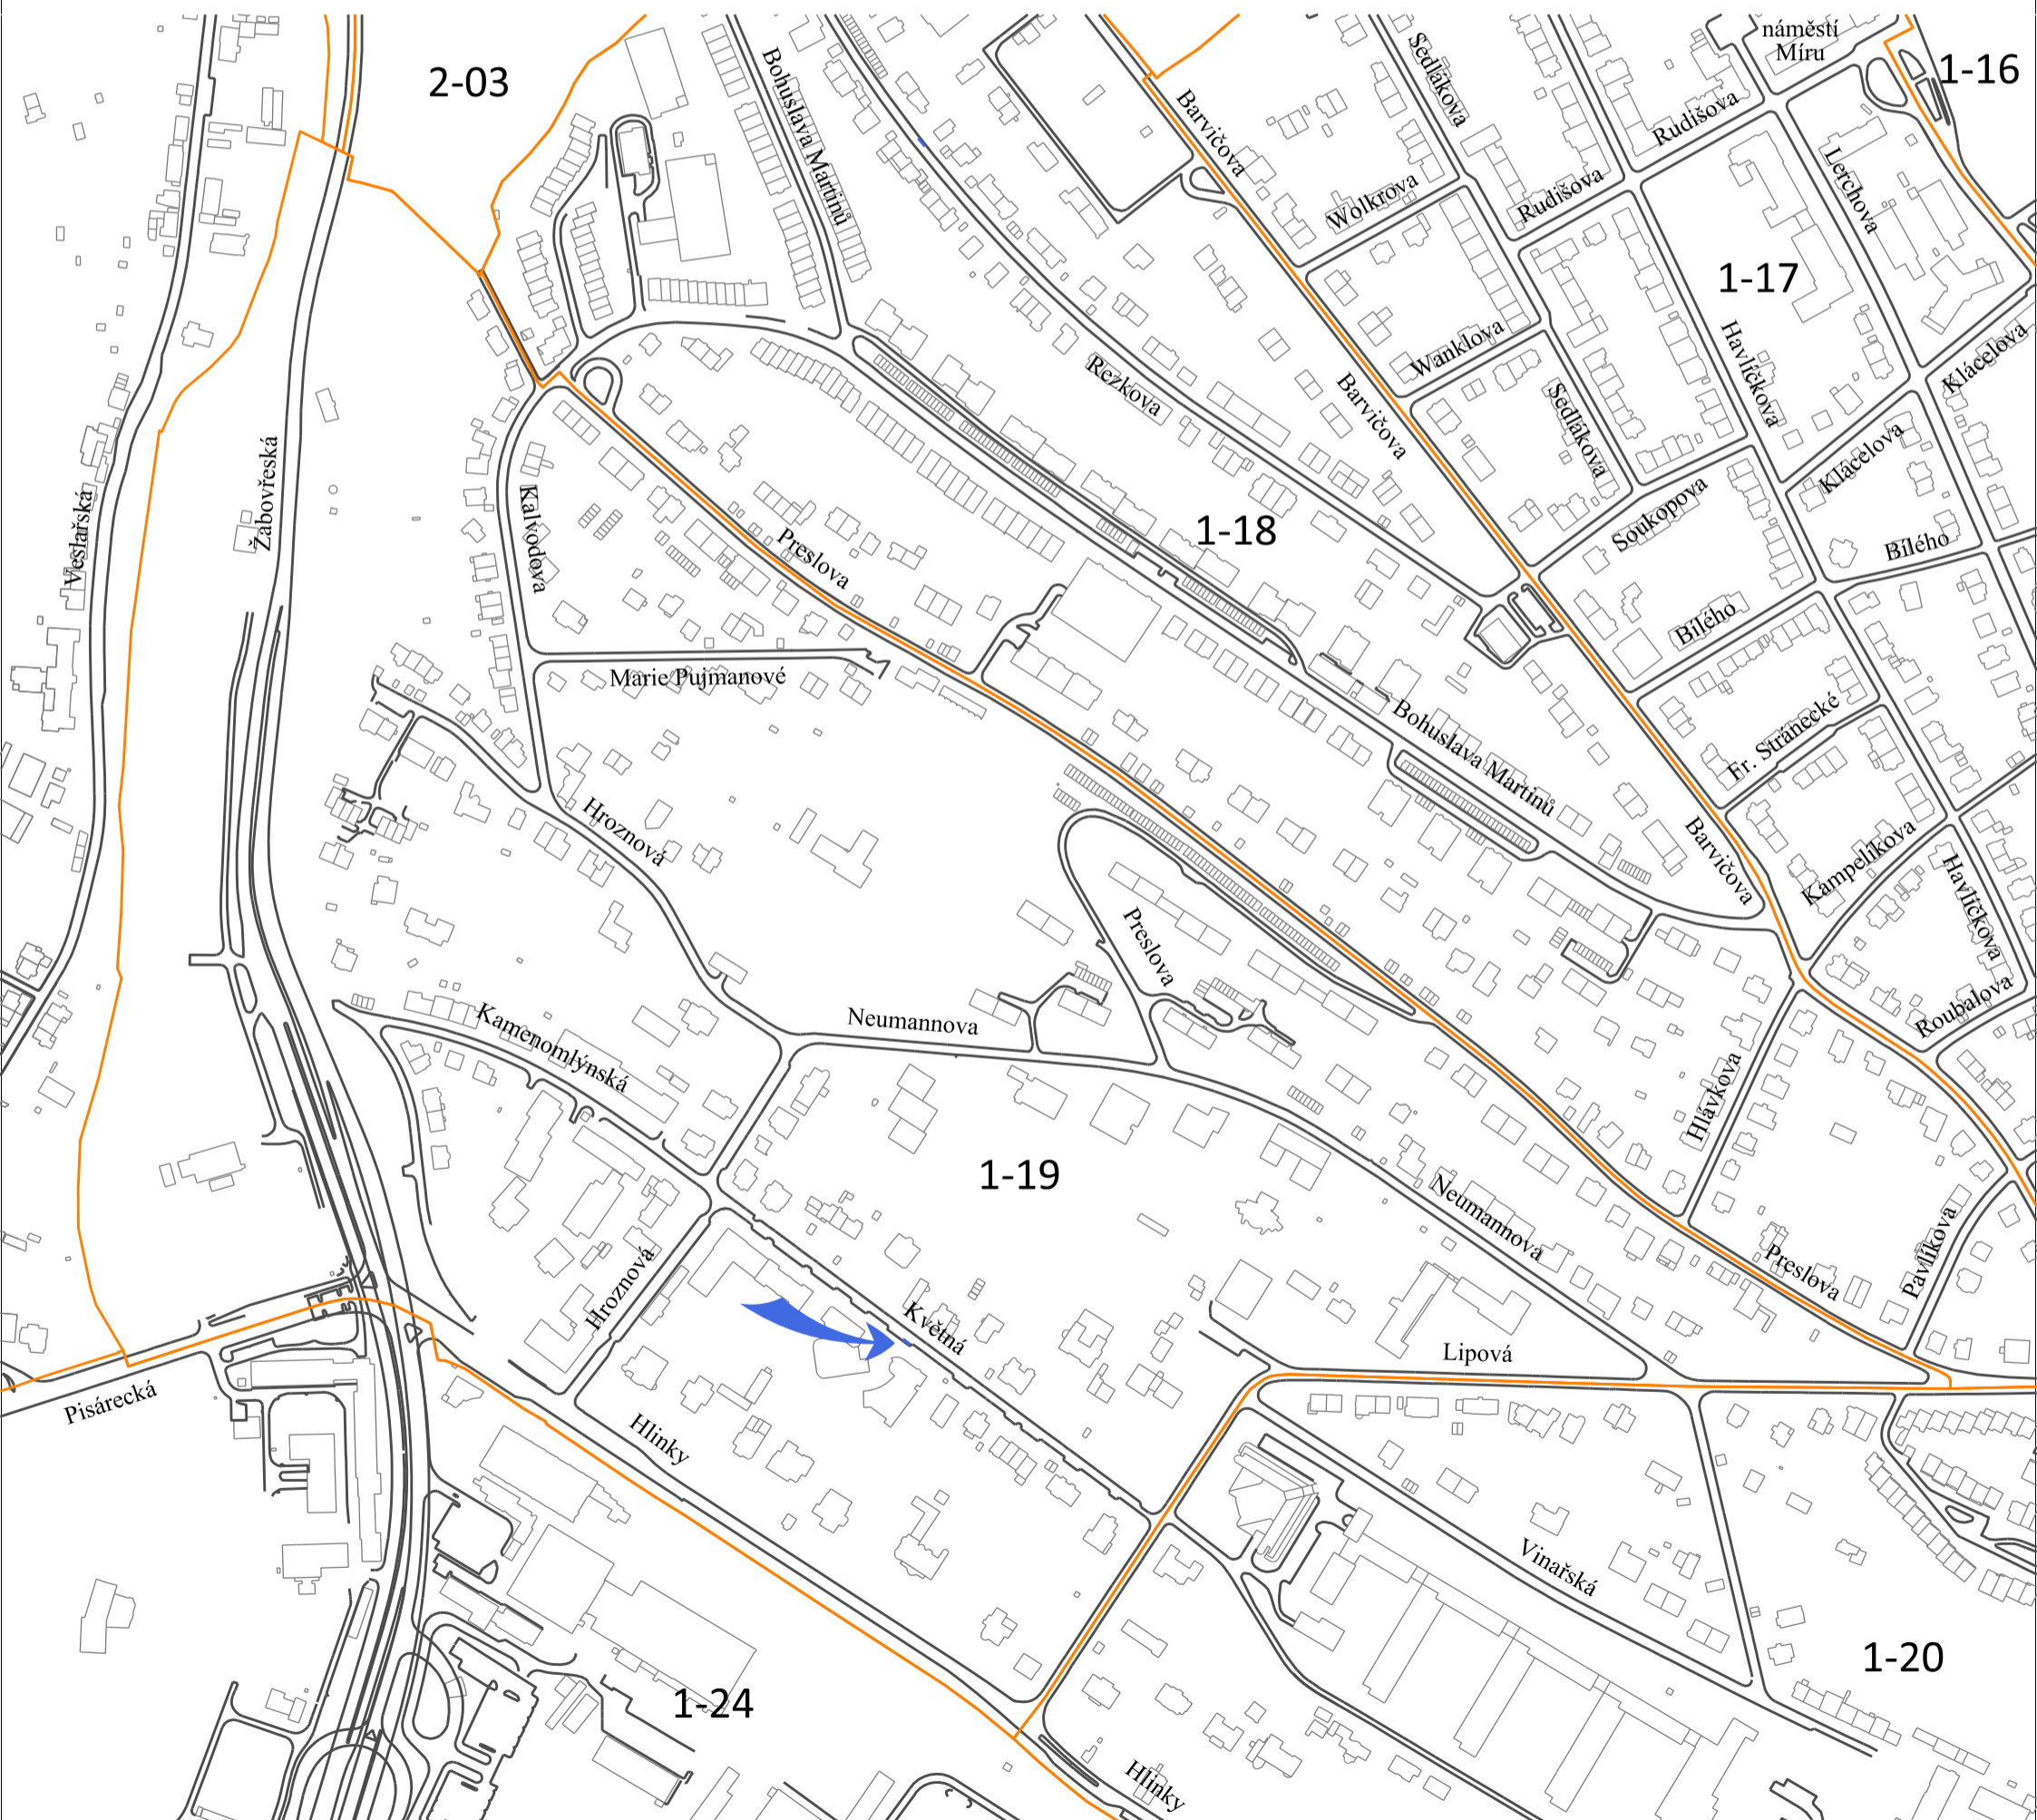 náměstí
Míru
2-03
1-16
Bohuslava Martinů
Sedlákova
Barvičova
Rudišova
Lerchova
Wolkrova
Rudišova
1-17
Havlíčkova
Wanklova
Klácelova
Rezkova
Barvičova
Sedlákova
Klácelova
Žabovřeská
Veslařská
Kalvodova
Preslova
1-18
Soukopova
Bílého
Bílého
Marie Pujmanové
Fr. Stránecké
Bohuslava Martinů
Hroznová
Barvičova
Kampelíkova
Havlíčkova
Preslova
Roubalova
Kamenomlýnská
Neumannova
Hlávkova
1-19
Neumannova
Hroznová
Preslova
Pavlíkova
Květná
Lipová
Pisárecká
Hlinky
Vinařská
1-20
1-24
Hlinky